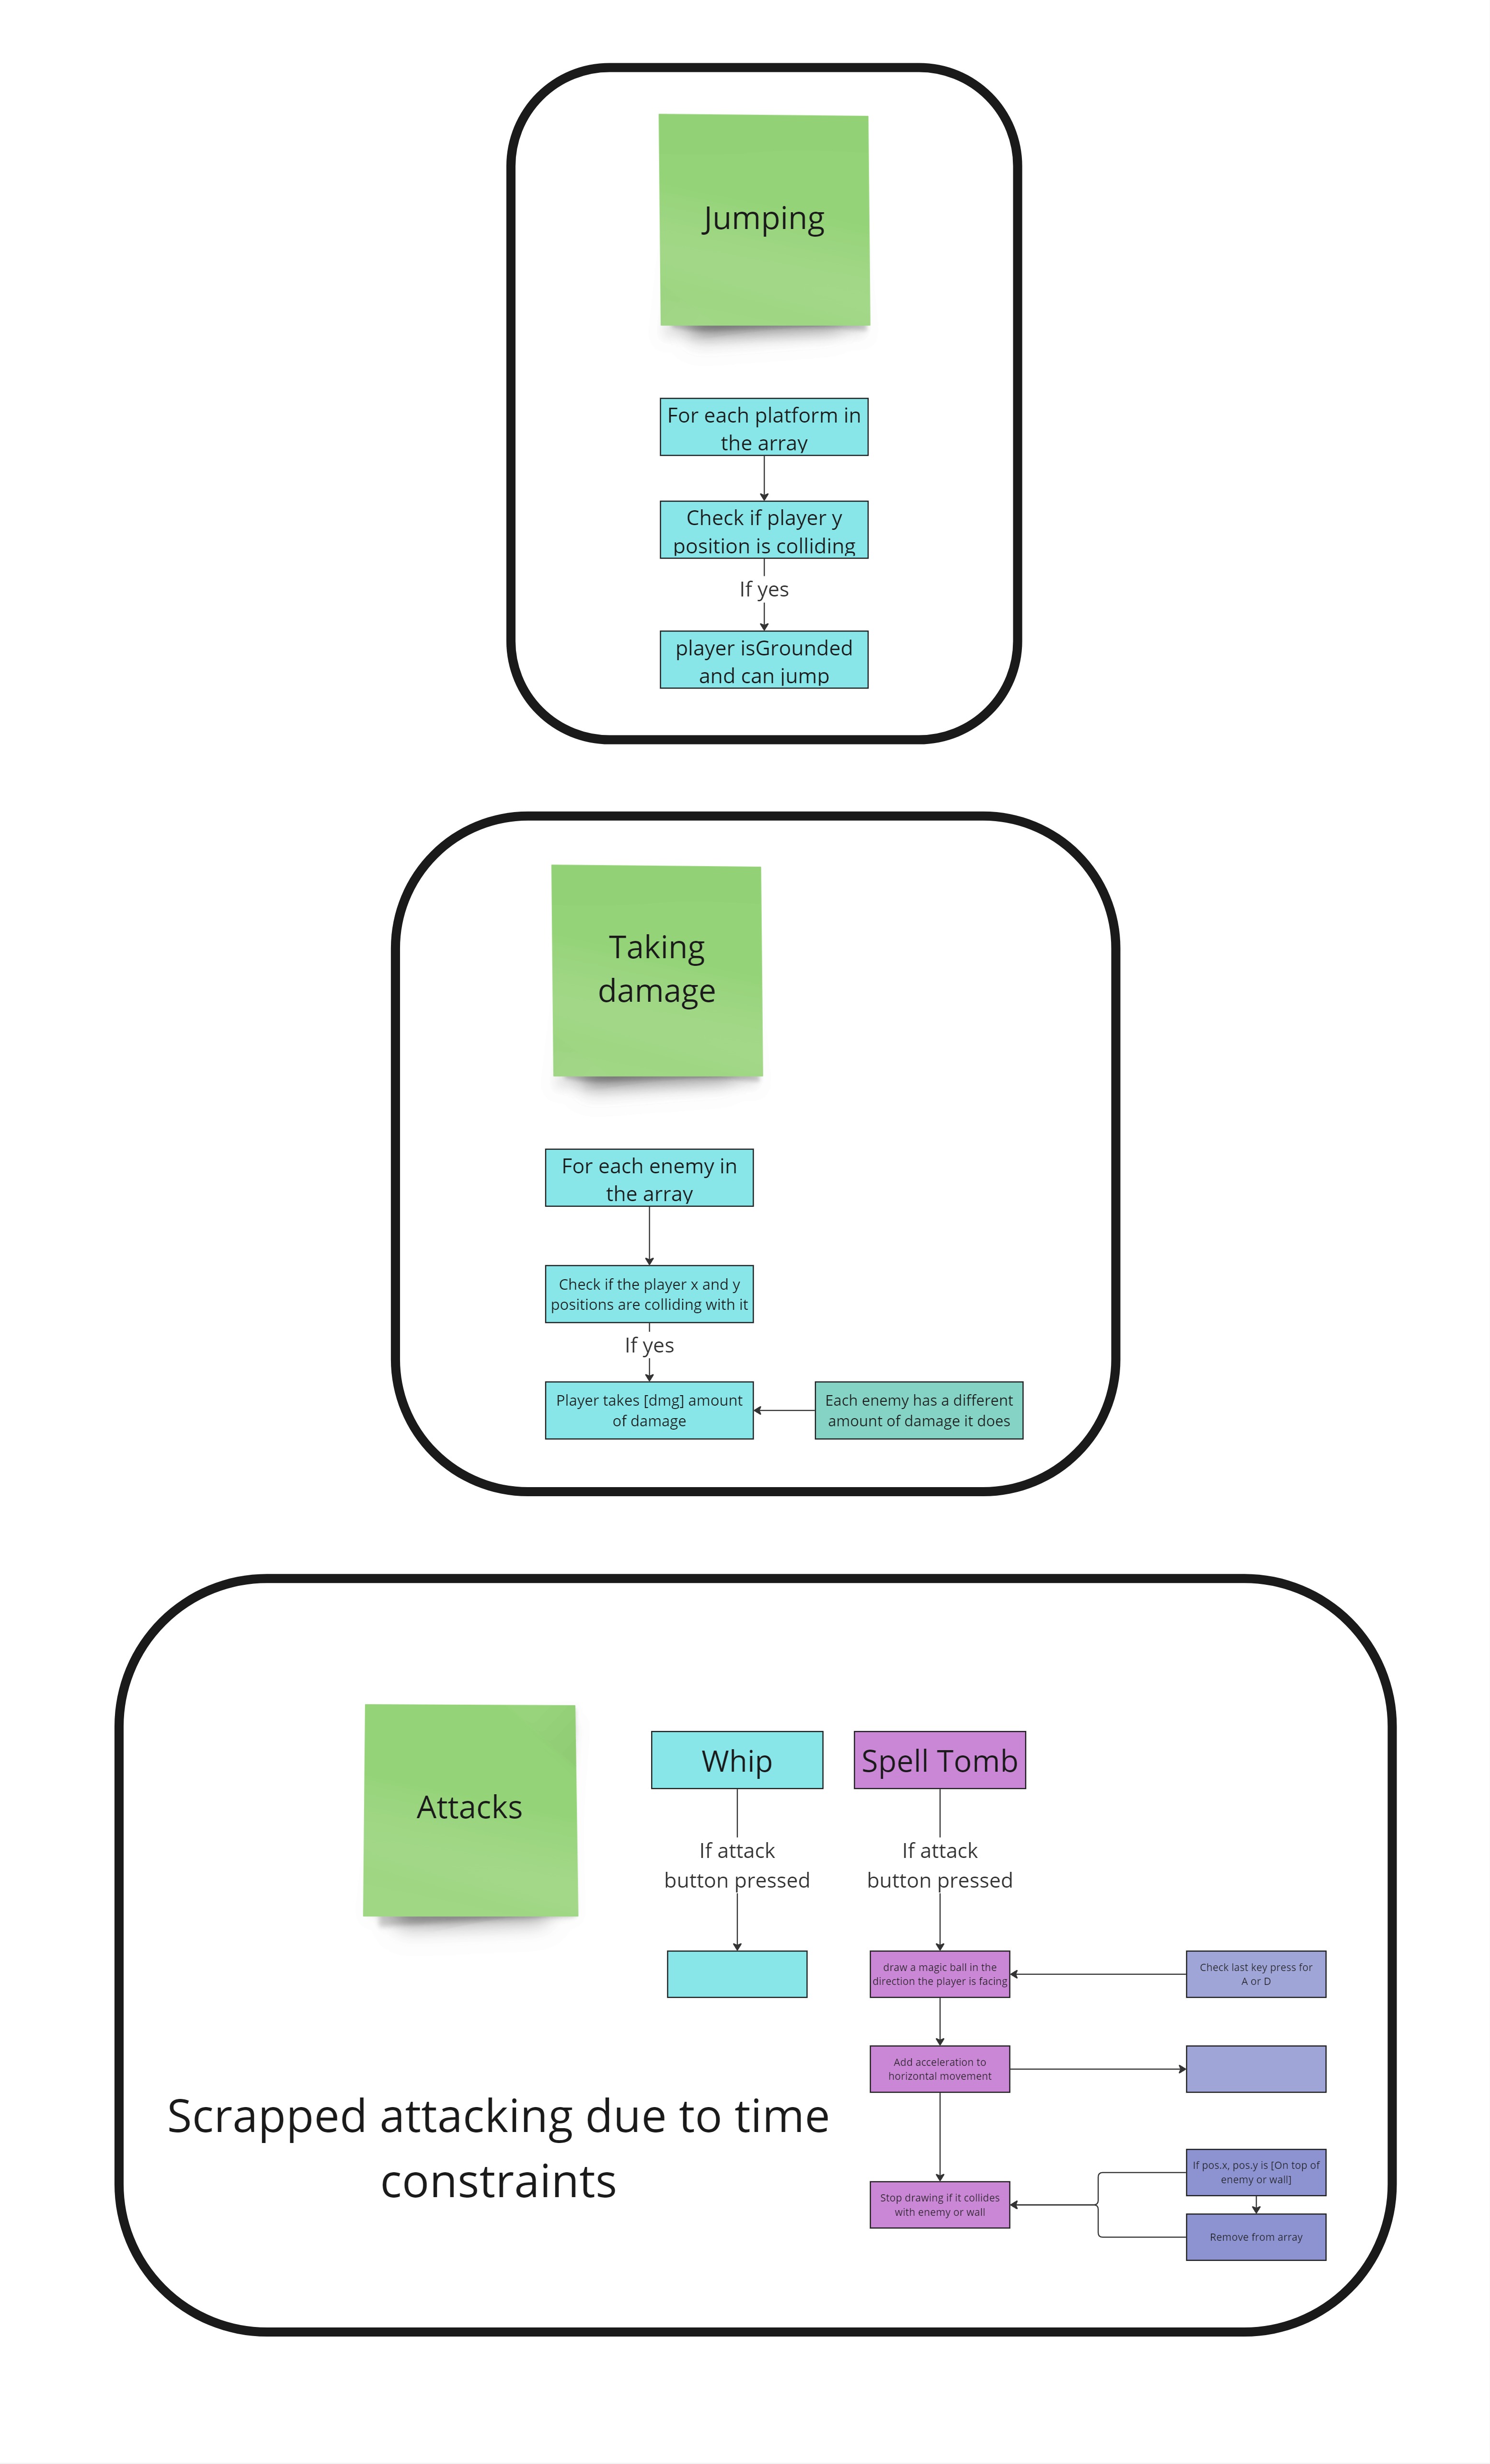 Jumping
For each platform in
the array
Check if player y
position is colliding
If yes
player isGrounded
and can jump
Taking
damage
For each enemy in
the array
Check if the player x and y
positions are colliding with it
If yes
Player takes [dmg] amount
of damage
Each enemy has a different
amount of damage it does
Attacks
Whip
If attack
button pressed
Spell Tomb
If attack
button pressed
draw a magic ball in the
direction the player is facing
Check last key press for
A or D
Add acceleration to
horizontal movement
Stop drawing if it collides
with enemy or wall
If pos.x, pos.y is [On top of
enemy or wall]
Remove from array
Scrapped attacking due to time
constraints